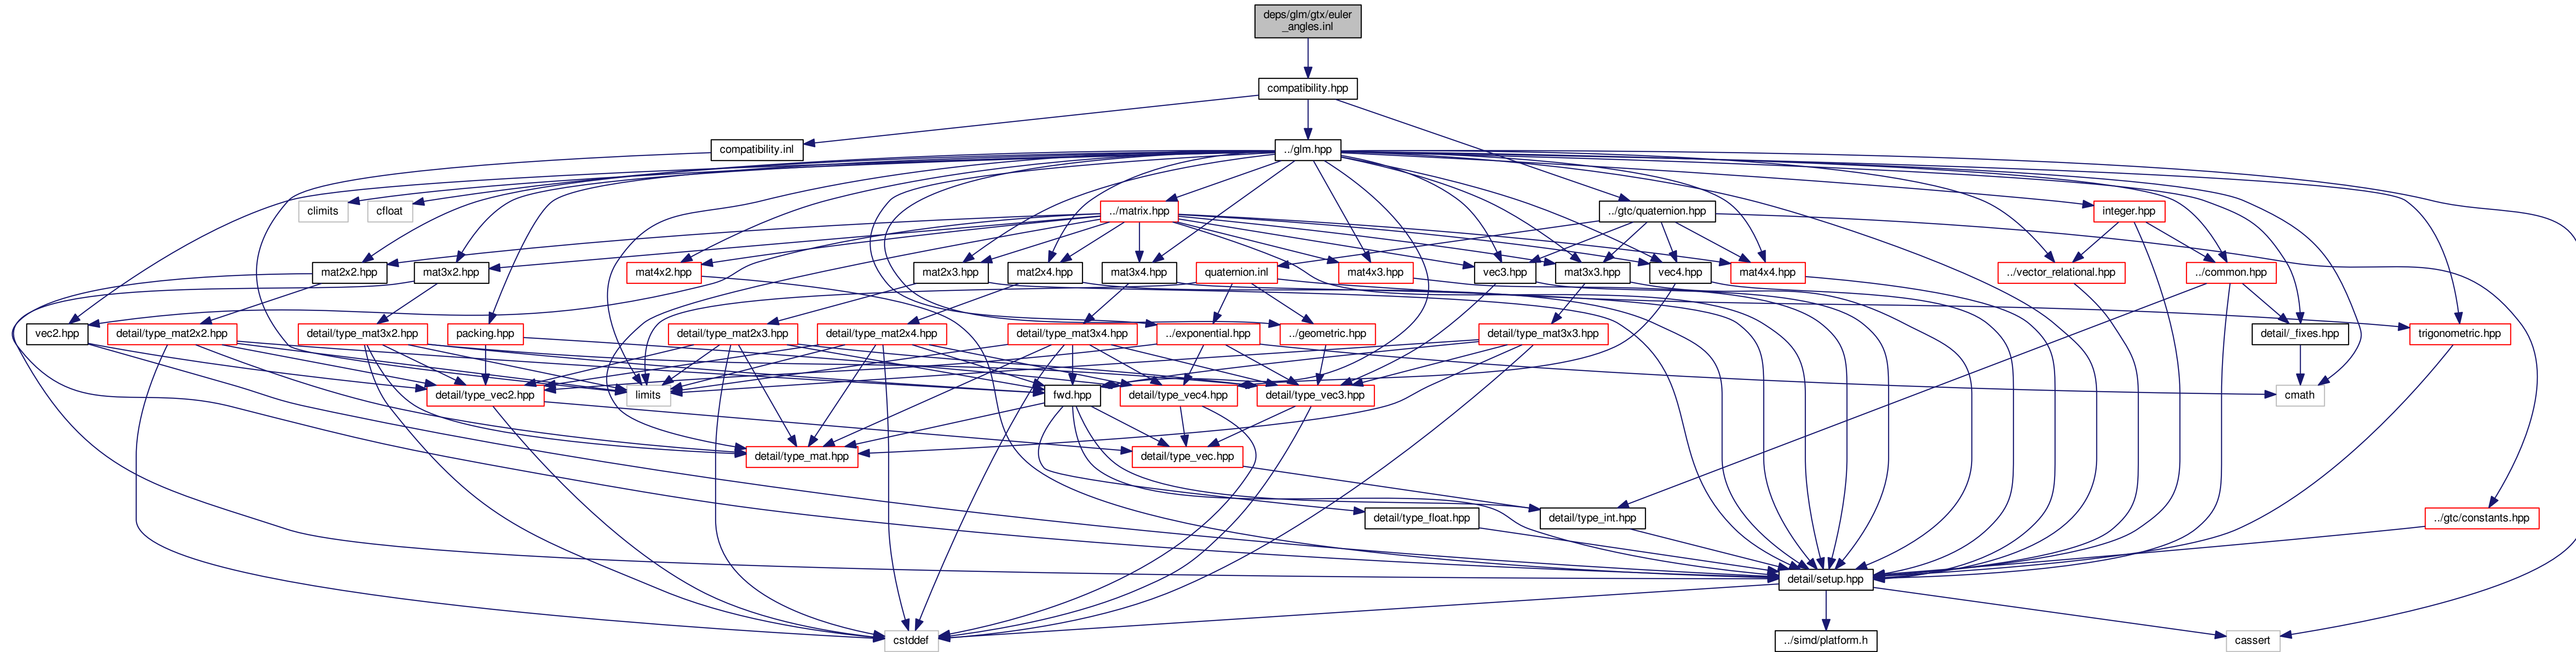 deps/glm/gtx/euler
_angles.inl
compatibility.hpp
compatibility.inl
../glm.hpp
climits
cfloat
../matrix.hpp
../gtc/quaternion.hpp
integer.hpp
mat2x2.hpp
mat3x2.hpp
mat4x2.hpp
mat2x3.hpp
mat2x4.hpp
mat3x4.hpp
quaternion.inl
mat4x3.hpp
vec3.hpp
mat3x3.hpp
vec4.hpp
mat4x4.hpp
../vector_relational.hpp
../common.hpp
vec2.hpp
detail/type_mat2x2.hpp
detail/type_mat3x2.hpp
packing.hpp
detail/type_mat2x3.hpp
detail/type_mat2x4.hpp
detail/type_mat3x4.hpp
../exponential.hpp
../geometric.hpp
detail/type_mat3x3.hpp
detail/_fixes.hpp
trigonometric.hpp
detail/type_vec2.hpp
limits
fwd.hpp
detail/type_vec4.hpp
detail/type_vec3.hpp
cmath
detail/type_mat.hpp
detail/type_vec.hpp
detail/type_float.hpp
detail/type_int.hpp
../gtc/constants.hpp
detail/setup.hpp
cstddef
../simd/platform.h
cassert